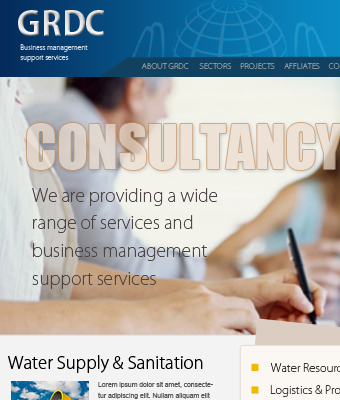 GRDC
Business management
support services
ABOUT GRDC SECTORS PROJECTS AFFLIATES CO
CONSULTANCY
We are providing a wide
range of services and
business management
support services
Water Supply & Sanitation
Lorem ipsum dolor sit amet, consecte-
tur adipiscing elit. Nullam aliquam elit
Water Resourc
Logistics & Pro